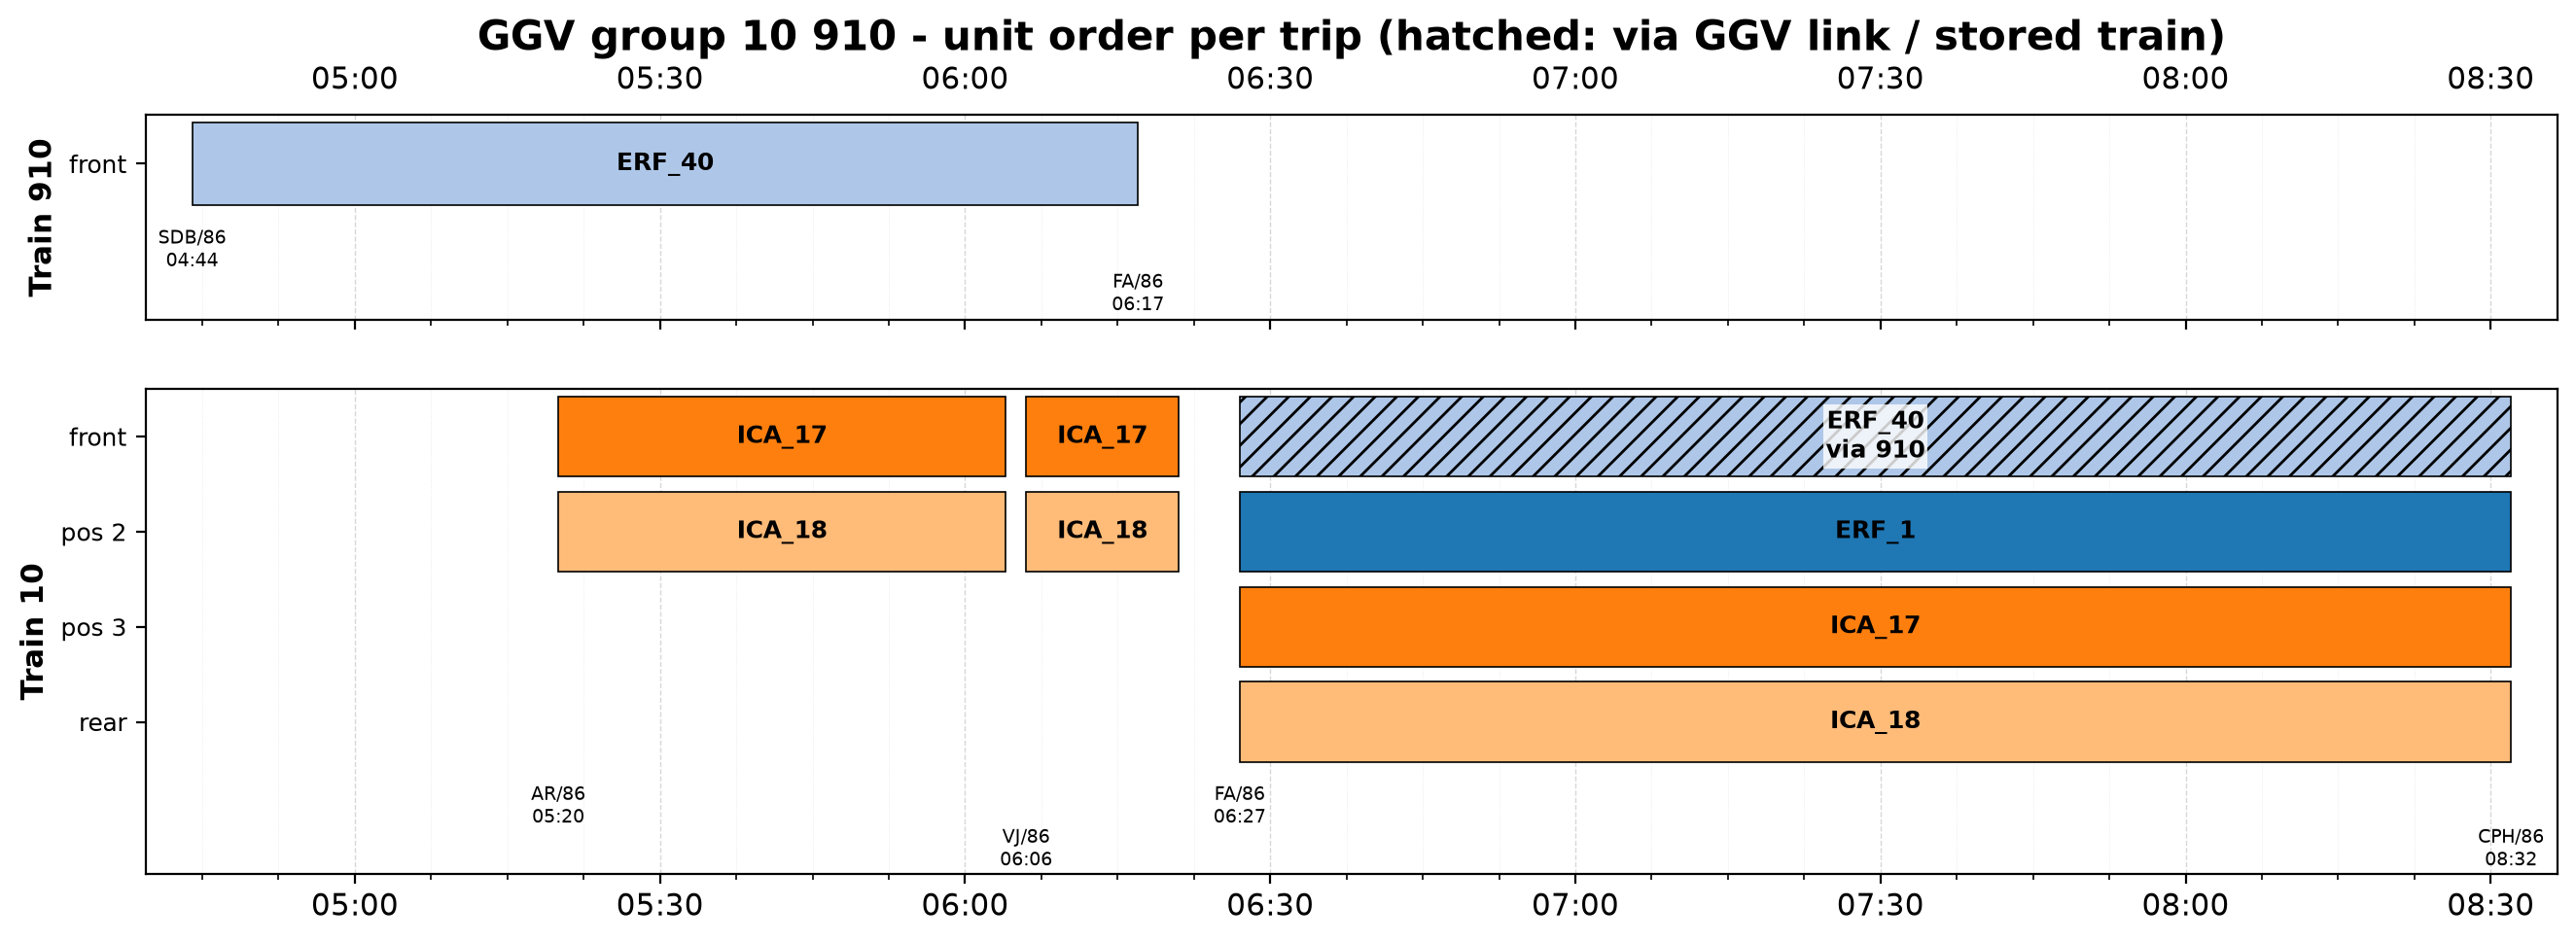 GGV group 10 910 - unit order per trip (hatched: via GGV link / stored train)
05:00 05:30 06:00 06:30 07:00 07:30 08:00 08:30
Train 910
front
ERF_40
SDB/86
04:44
FA/86
06:17
Train 10
front
ICA_17
ICA_17
ERF_40
via 910
pos 2
ICA_18
ICA_18
ERF_1
pos 3
ICA_17
rear
ICA_18
AR/86
05:20
VJ/86
06:06
FA/86
06:27
CPH/86
08:32
05:00 05:30 06:00 06:30 07:00 07:30 08:00 08:30